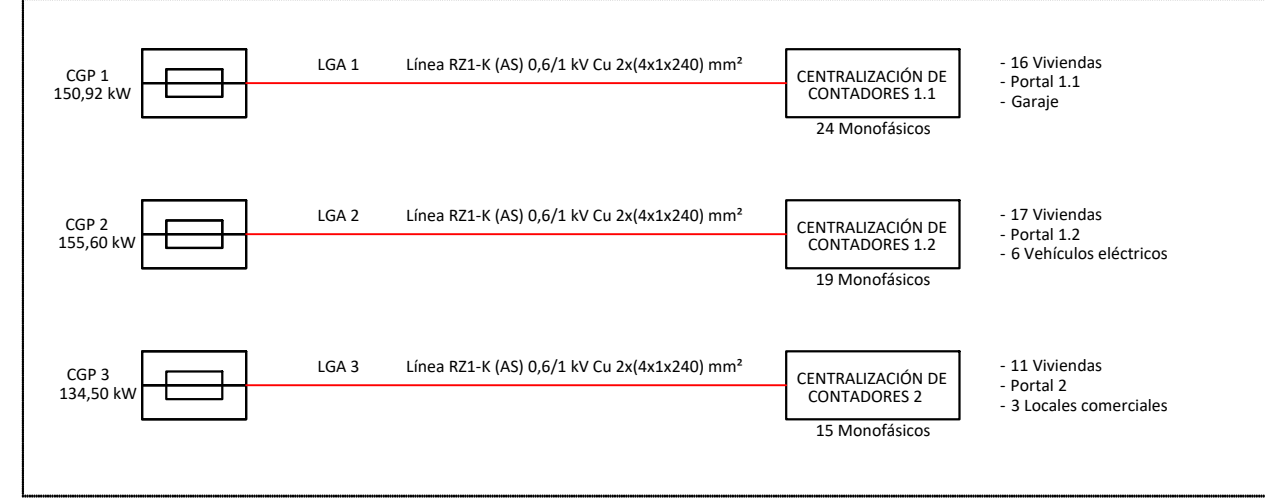 CGP 1
150,92 kW
LGA 1
Línea RZ1-K (AS) 0,6/1 kV Cu 2x(4x1x240) mm²
CENTRALIZACIÓN DE
CONTADORES 1.1
24 Monofásicos
- 16 Viviendas
- Portal 1.1
- Garaje
CGP 2
155,60 kW
LGA 2
Línea RZ1-K (AS) 0,6/1 kV Cu 2x(4x1x240) mm²
CENTRALIZACIÓN DE
CONTADORES 1.2
19 Monofásicos
- 17 Viviendas
- Portal 1.2
- 6 Vehículos eléctricos
CGP 3
134,50 kW
LGA 3
Línea RZ1-K (AS) 0,6/1 kV Cu 2x(4x1x240) mm²
CENTRALIZACIÓN DE
CONTADORES 2
15 Monofásicos
- 11 Viviendas
- Portal 2
- 3 Locales comerciales